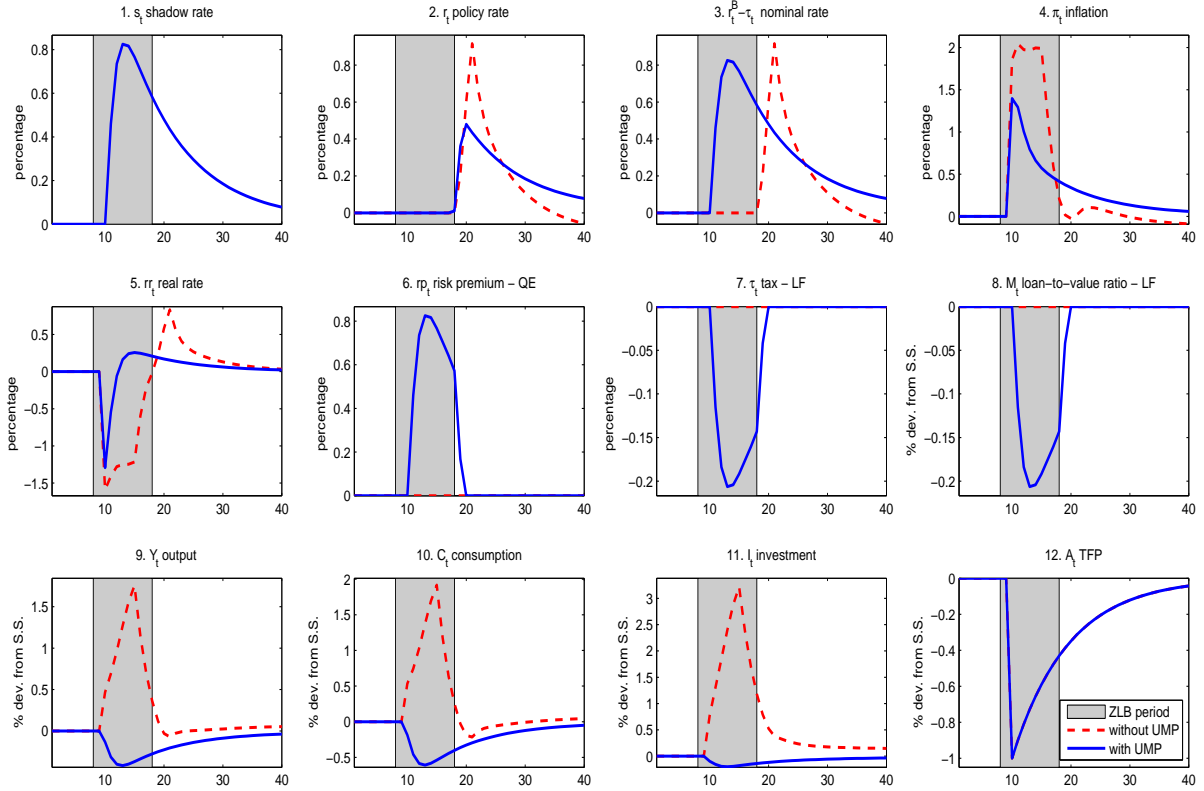 1. s_t shadow rate
percentage
0.8
0.6
0.4
0.2
0
10 20 30 40
2. r_t policy rate
percentage
0.8
0.6
0.4
0.2
0
10 20 30 40
3. r_t^B−τ_t nominal rate
percentage
0.8
0.6
0.4
0.2
0
10 20 30 40
4. π_t inflation
percentage
2
1.5
1
0.5
0
10 20 30 40
5. rr_t real rate
percentage
0.5
0
−0.5
−1
−1.5
10 20 30 40
6. rp_t risk premium − QE
percentage
0.8
0.6
0.4
0.2
0
10 20 30 40
7. τ_t tax − LF
percentage
0
−0.05
−0.1
−0.15
−0.2
10 20 30 40
8. M_t loan−to−value ratio − LF
% dev. from S.S.
0
−0.05
−0.1
−0.15
−0.2
10 20 30 40
9. Y_t output
% dev. from S.S.
1.5
1
0.5
0
10 20 30 40
10. C_t consumption
% dev. from S.S.
2
1.5
1
0.5
0
−0.5
10 20 30 40
11. I_t investment
% dev. from S.S.
3
2.5
2
1.5
1
0.5
0
10 20 30 40
12. A_t TFP
% dev. from S.S.
0
−0.2
−0.4
−0.6
−0.8
−1
10 20 30 40
ZLB period
without UMP
with UMP